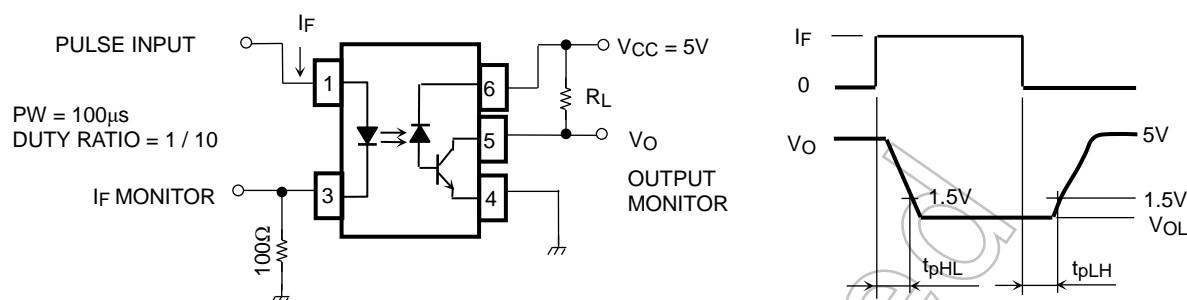 IF
PULSE INPUT
VCC = 5V
1
6
RL
PW = 100μs
DUTY RATIO = 1 / 10
5
VO
IF MONITOR
3
4
OUTPUT
MONITOR
100Ω
IF
0
VO
5V
1.5V
1.5V
VOL
tpHL
tpLH